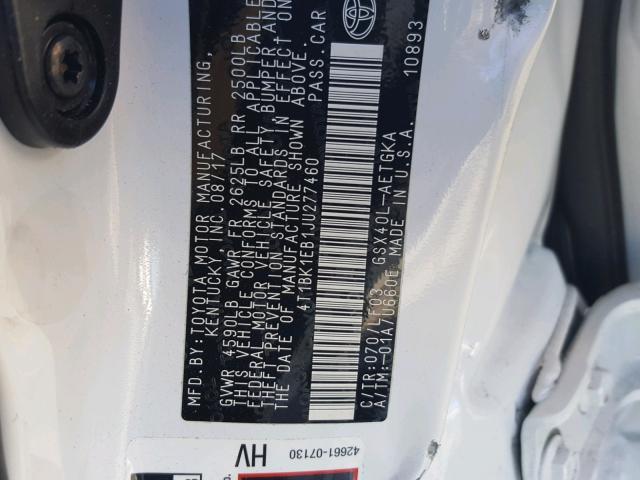 MFD.BY:TOYOTA MOTOR MANUFACTURING,
KENTUCKY, INC. 08/17
GVWR 4590LB GAWR FR 2625LB RR 2500LB
THIS VEHICLE CONFORMS TO ALL APPLICABLE
FEDERAL MOTOR VEHICLE SAFETY, BUMPER AND
THEFT PREVENTION STANDARDS IN EFFECT ON
THE DATE OF MANUFACTURE SHOWN ABOVE.
4T1BK1EB1JU277460 PASS.CAR
C/TR:070/LF03 GSX40L-AETGKA
A/TM:-01A/U660E MADE IN U.S.A.
10893
HV
42661-07130